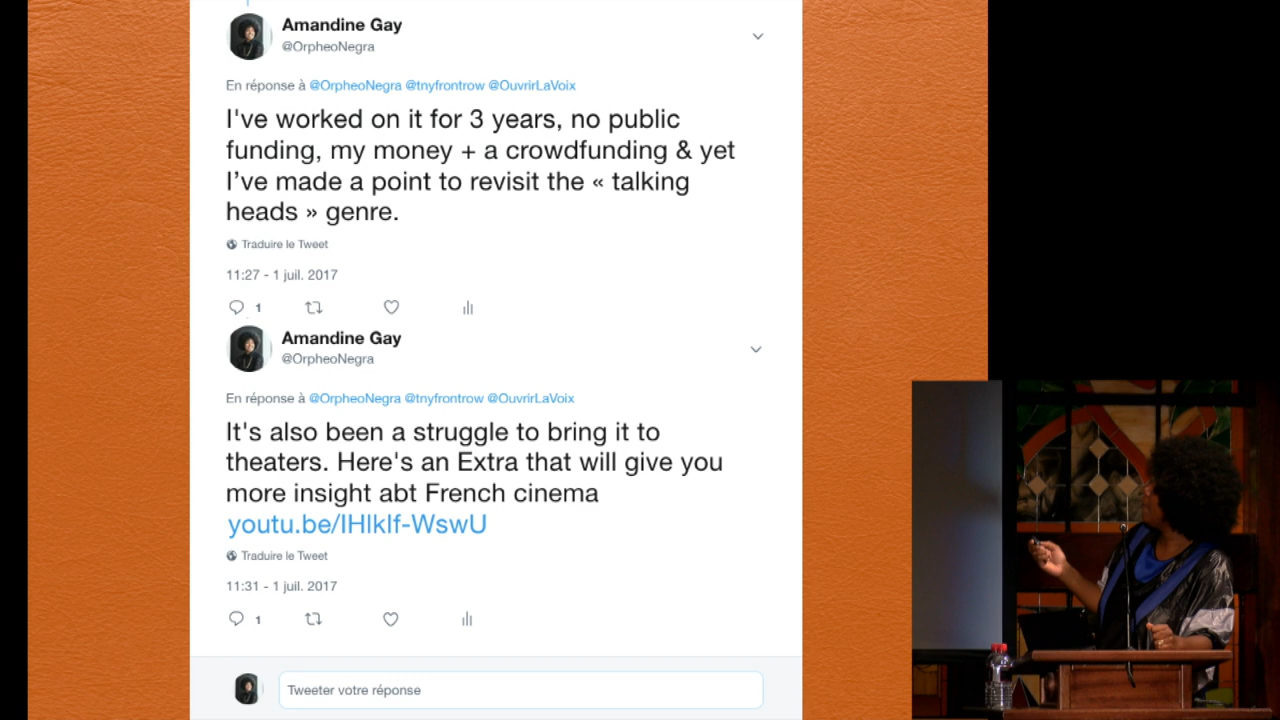 Amandine Gay
@OrpheoNegra
En réponse à @OrpheoNegra @tnyfrontrow @OuvrirLaVoix
I've worked on it for 3 years, no public
funding, my money + a crowdfunding & yet
I’ve made a point to revisit the « talking
heads » genre.
Traduire le Tweet
11:27 - 1 juil. 2017
1
Amandine Gay
@OrpheoNegra
En réponse à @OrpheoNegra @tnyfrontrow @OuvrirLaVoix
It's also been a struggle to bring it to
theaters. Here's an Extra that will give you
more insight abt French cinema
youtu.be/IHlkIf-WswU
Traduire le Tweet
11:31 - 1 juil. 2017
1
Tweeter votre réponse